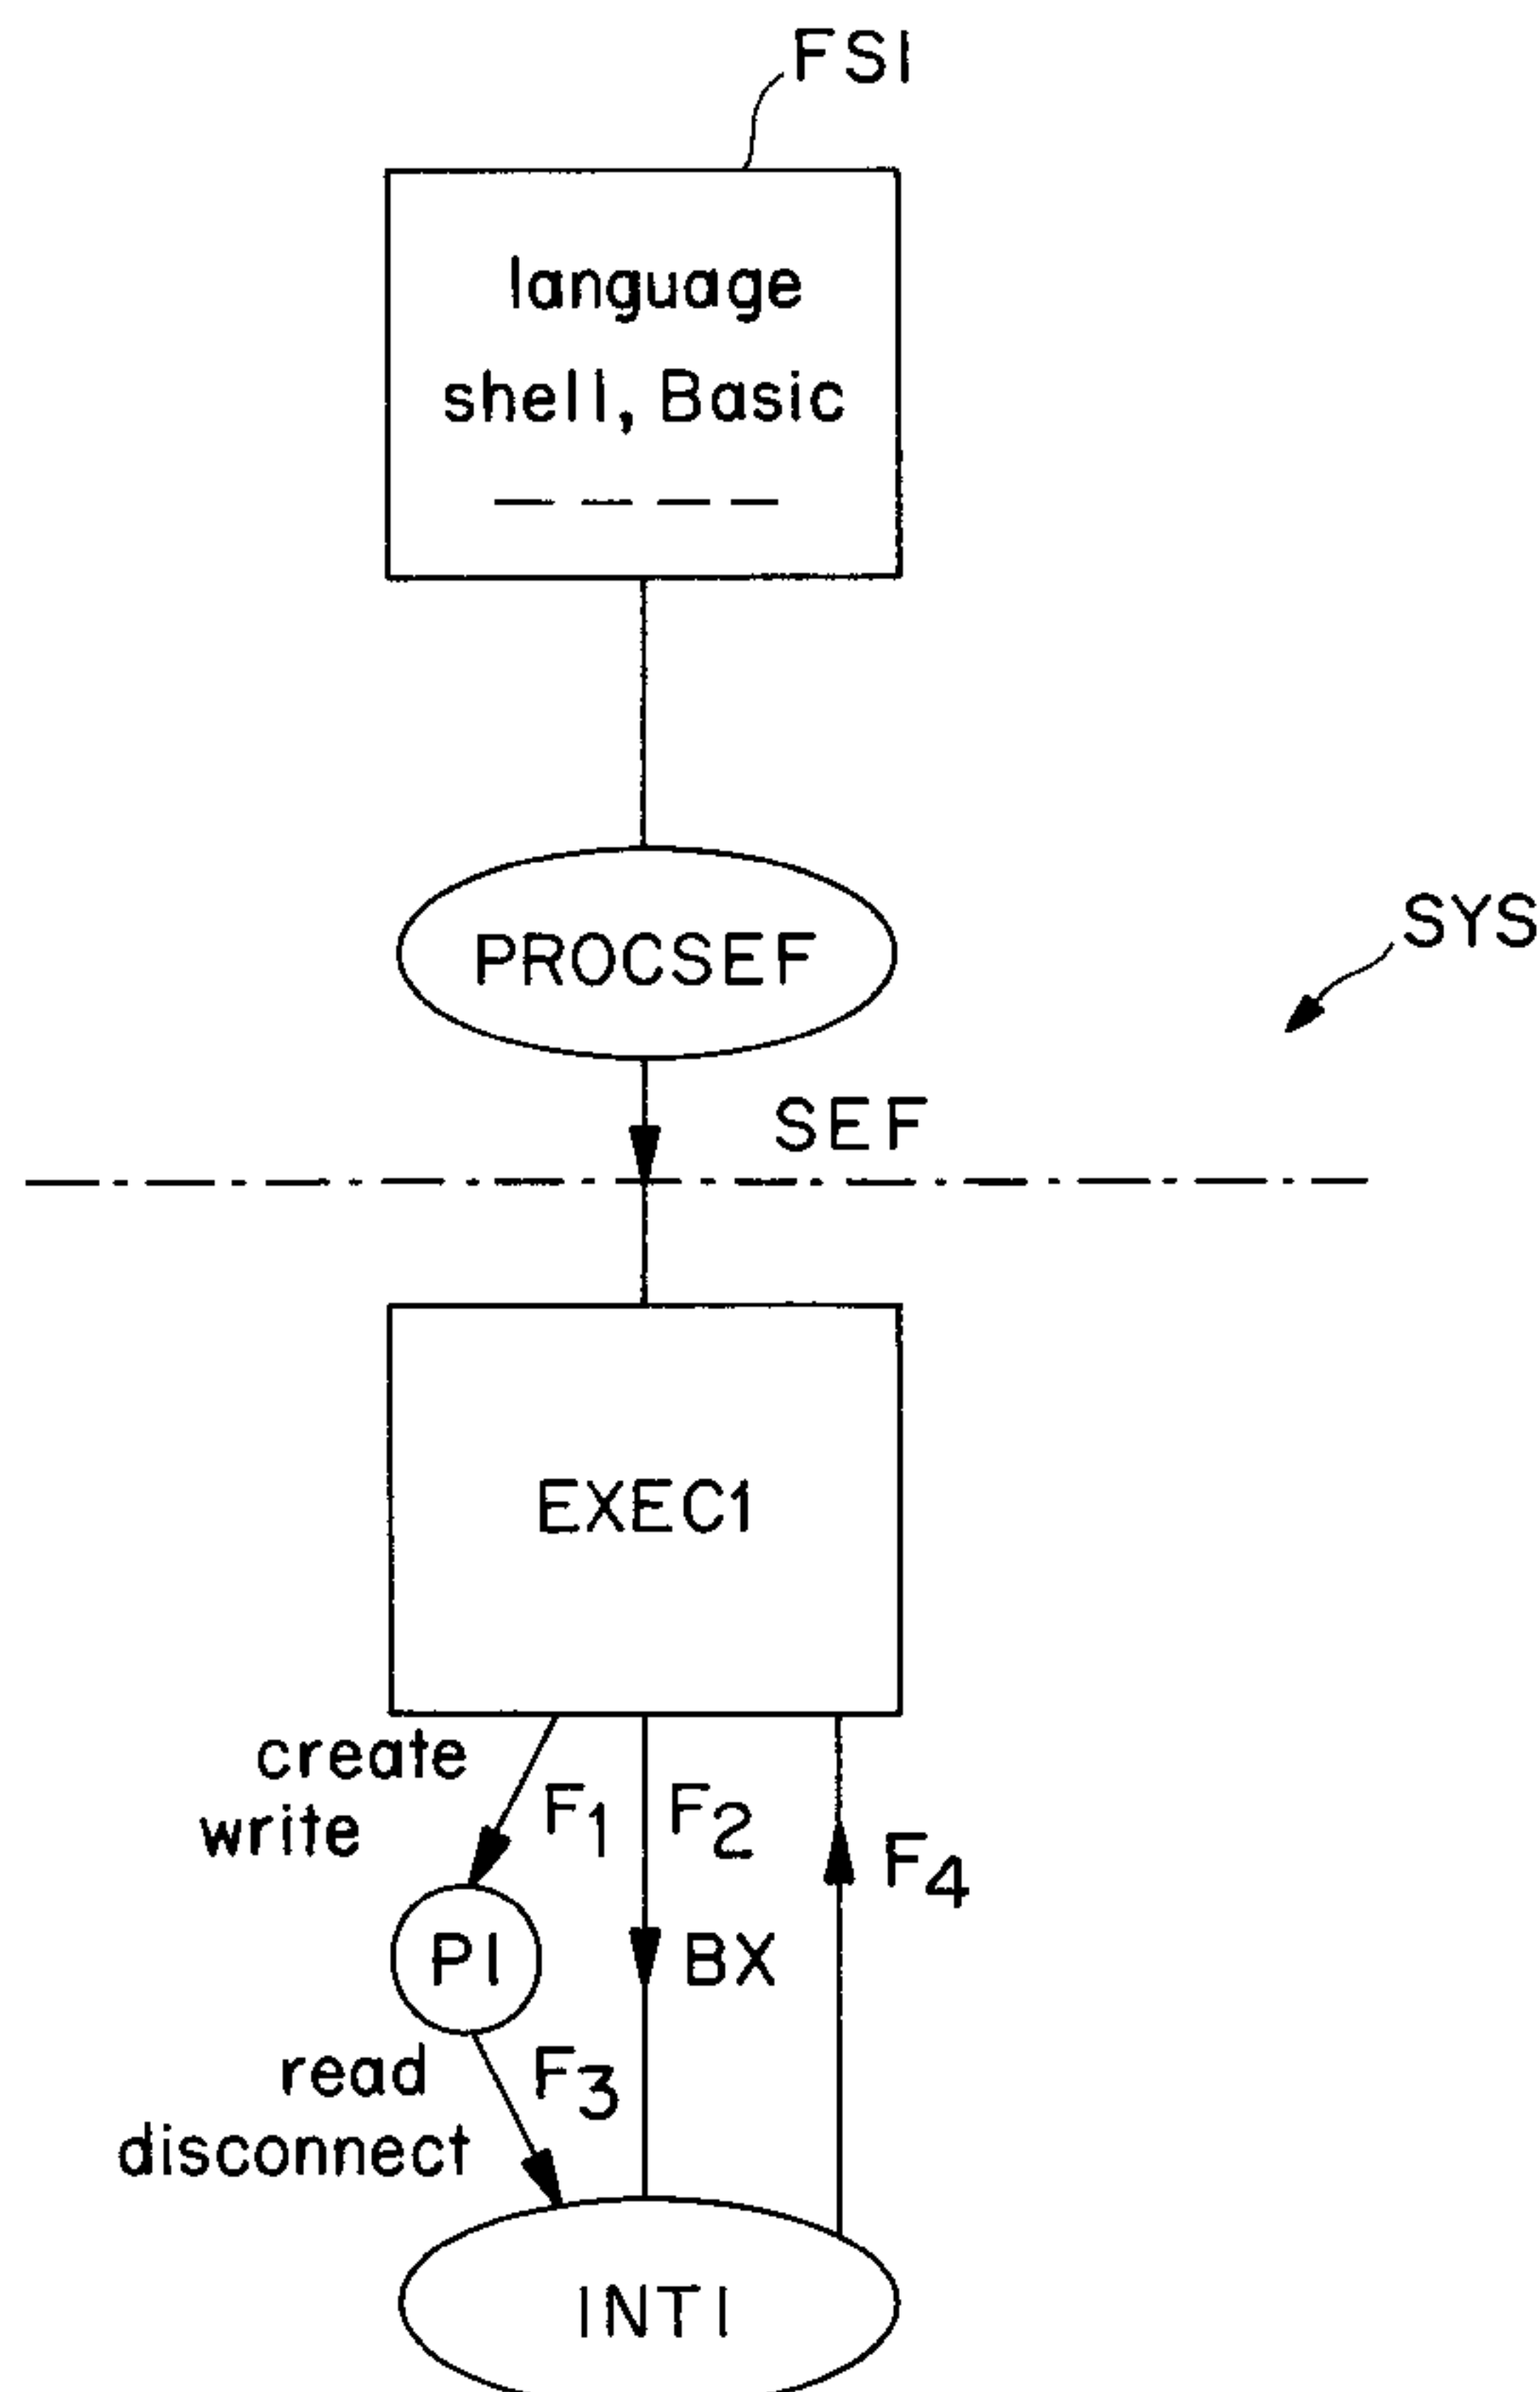 FSI
language
shell, Basic
PROCSEF
SYS
SEF
EXEC1
create
write
F1
F2
F4
PI
BX
read
F3
disconnect
INTI